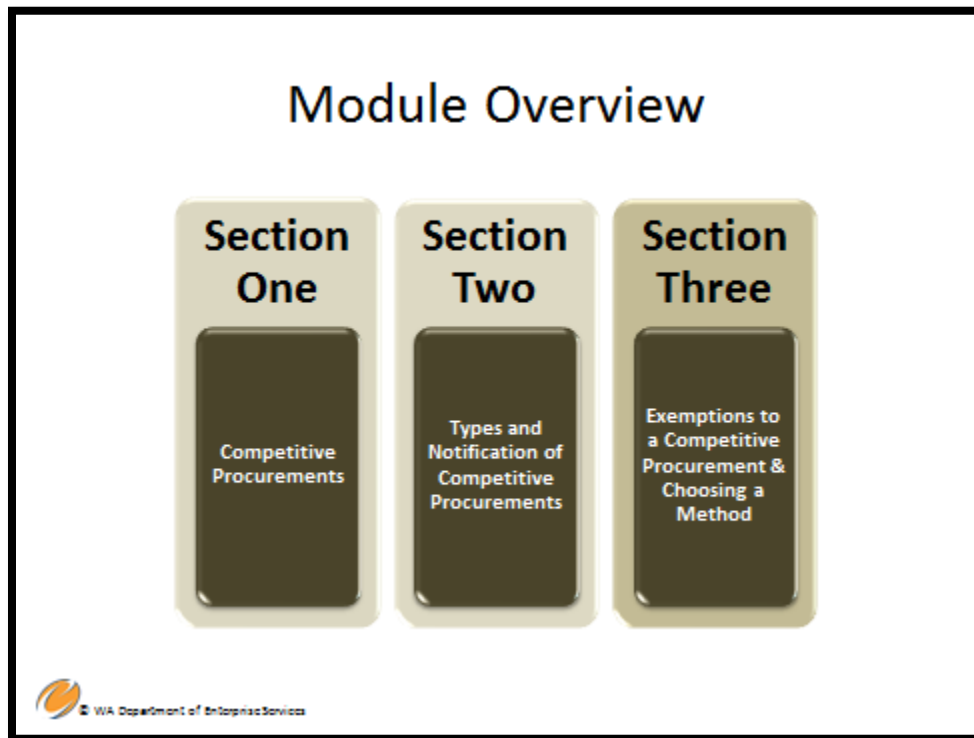 Module Overview
Section
One
Competitive
Procurements
Section
Two
Types and
Notification of
Competitive
Procurements
Section
Three
Exemptions to
a Competitive
Procurement &
Choosing a
Method
© WA Department of Enterprise Services